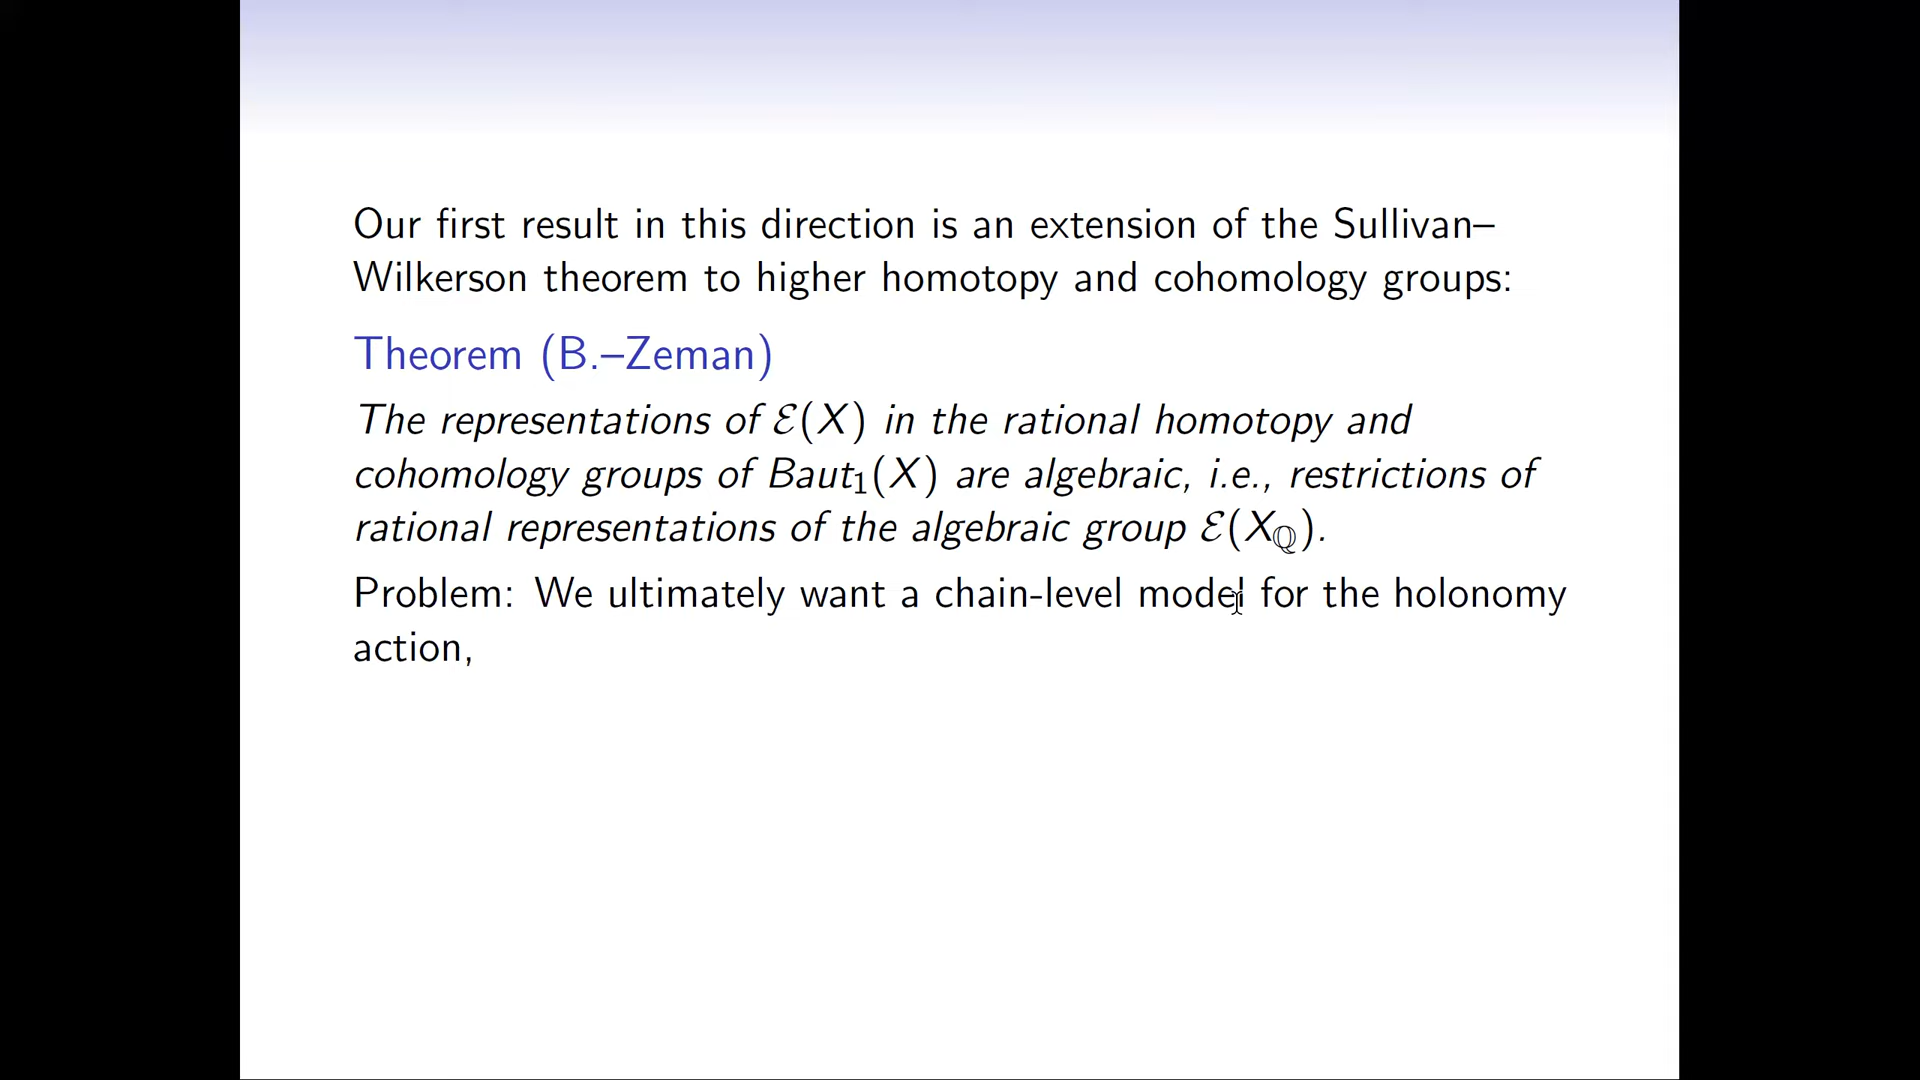 Our first result in this direction is an extension of the Sullivan–
Wilkerson theorem to higher homotopy and cohomology groups:
Theorem (B.–Zeman)
The representations of ℰ(X) in the rational homotopy and
cohomology groups of Baut₁(X) are algebraic, i.e., restrictions of
rational representations of the algebraic group ℰ(X_ℚ).
Problem: We ultimately want a chain-level model for the holonomy
action,